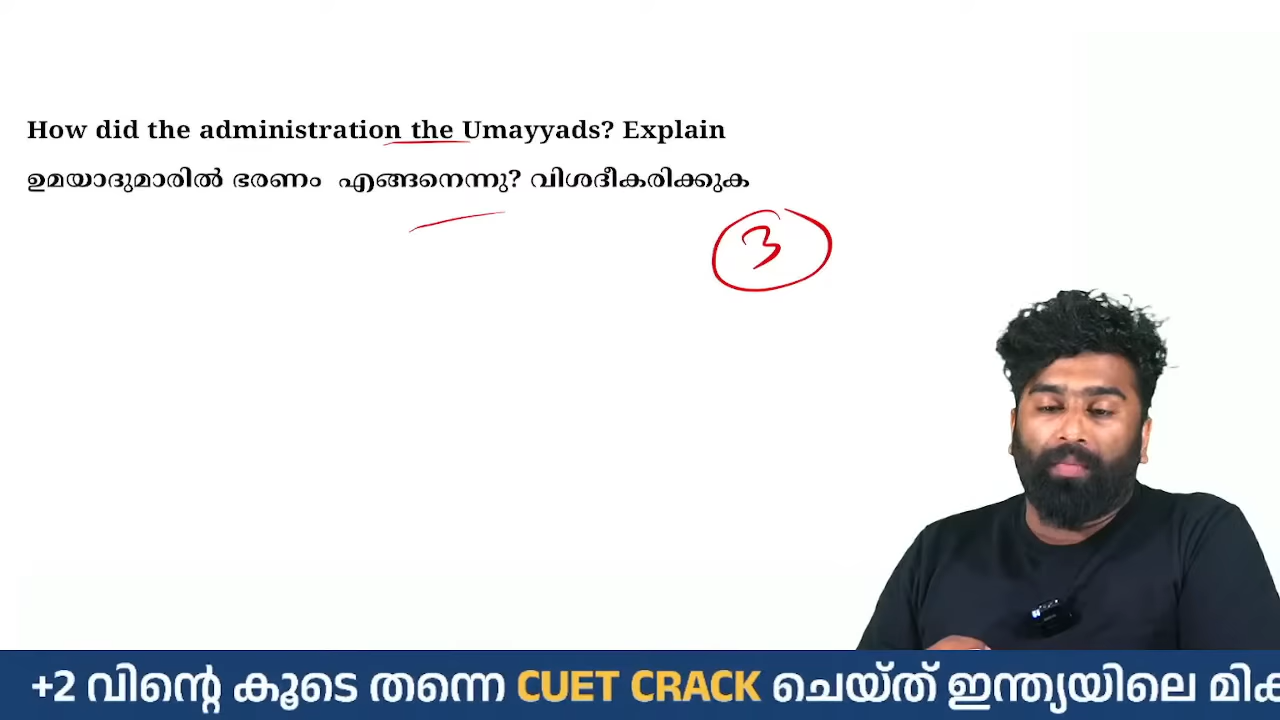 How did the administration the Umayyads? Explain
ഉമയാദുമാരിൽ ഭരണം എങ്ങനെന്നു? വിശദീകരിക്കുക
3
+2 വിന്റെ കൂടെ തന്നെ CUET CRACK ചെയ്ത് ഇന്ത്യയിലെ